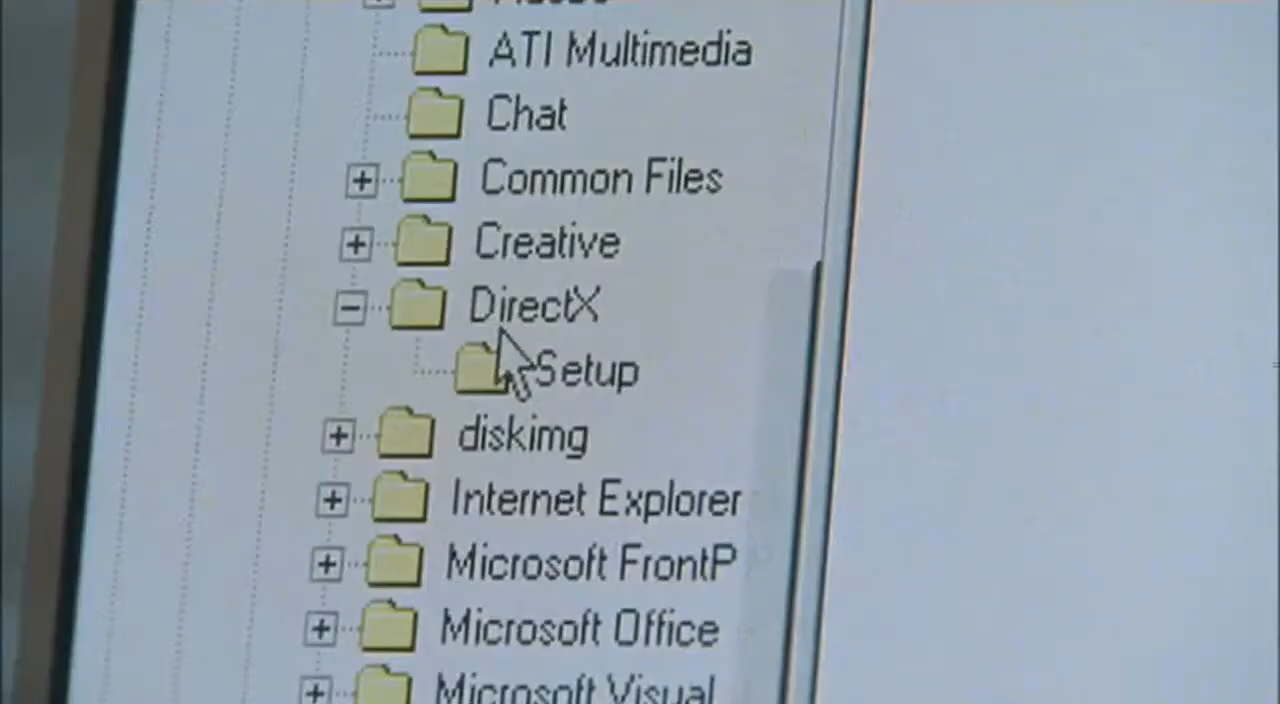 ATI Multimedia
Chat
Common Files
Creative
DirectX
Setup
diskimg
Internet Explorer
Microsoft FrontP
Microsoft Office
Microsoft Visual